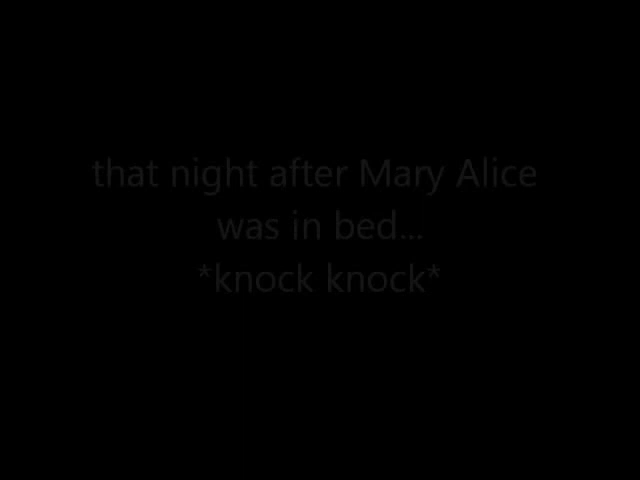 that night after Mary Alice
was in bed...
*knock knock*